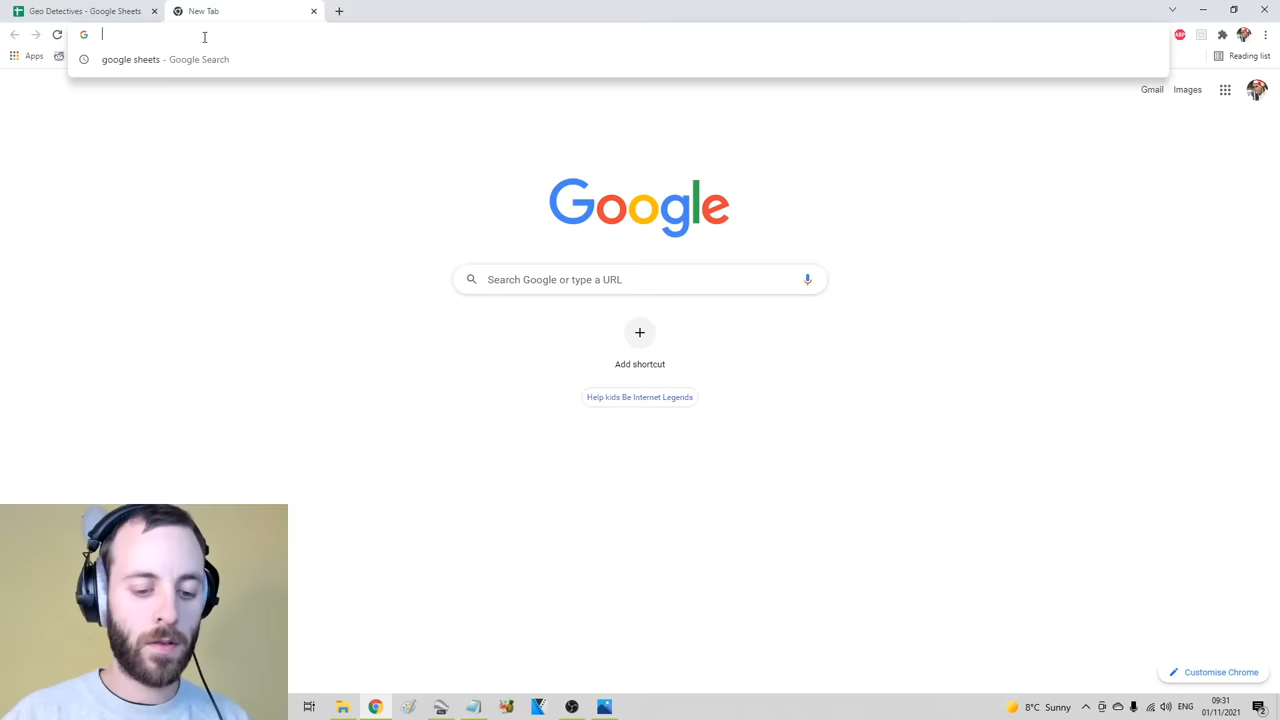 Geo Detectives - Google Sheets
New Tab
google sheets - Google Search
Apps
Reading list
ABP
Gmail
Images
Google
Search Google or type a URL
Add shortcut
Help kids Be Internet Legends
Customise Chrome
8°C Sunny
ENG
09:31
01/11/2021